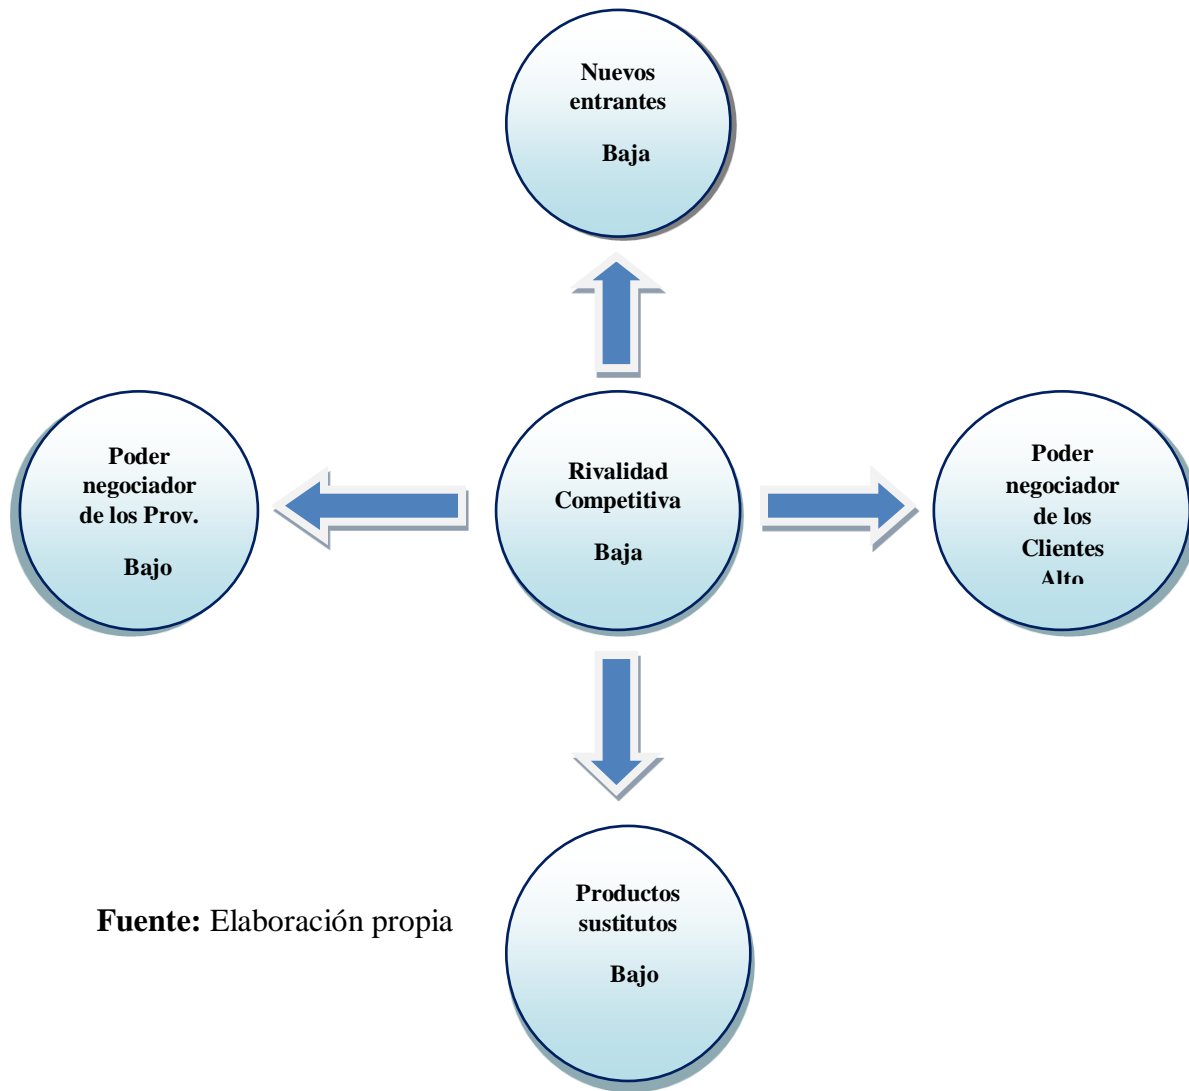 Nuevos
entrantes
Baja
Poder
negociador
de los Prov.
Bajo
Rivalidad
Competitiva
Baja
Poder
negociador
de los
Clientes
Alto
Productos
sustitutos
Bajo
Fuente: Elaboración propia